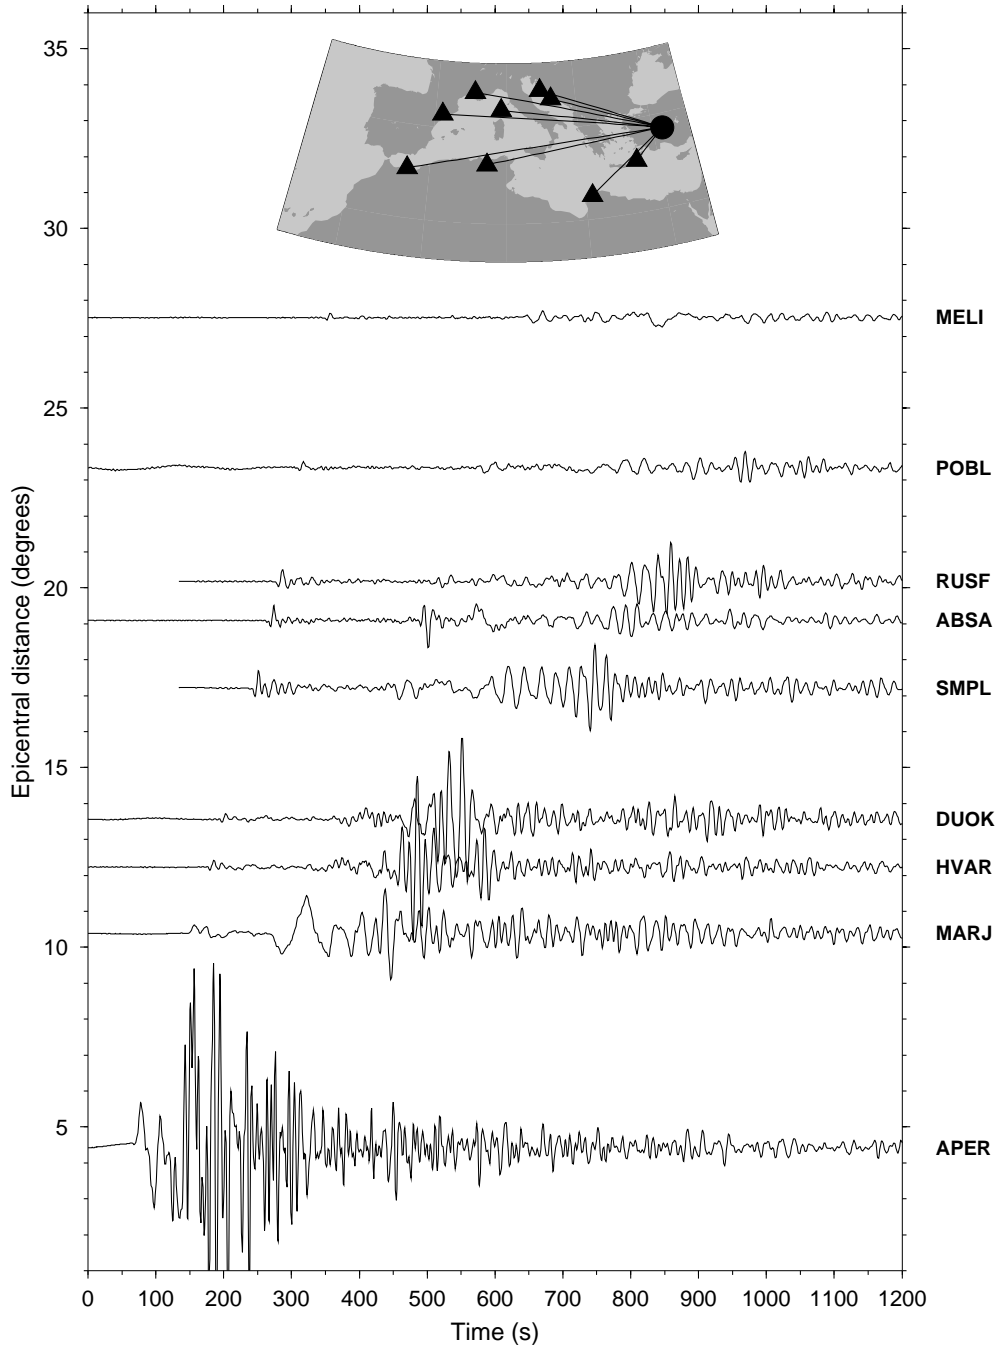 35
30
25
20
15
10
5
Epicentral distance (degrees)
MELI
POBL
RUSF
ABSA
SMPL
DUOK
HVAR
MARJ
APER
0 100 200 300 400 500 600 700 800 900 1000 1100 1200
Time (s)